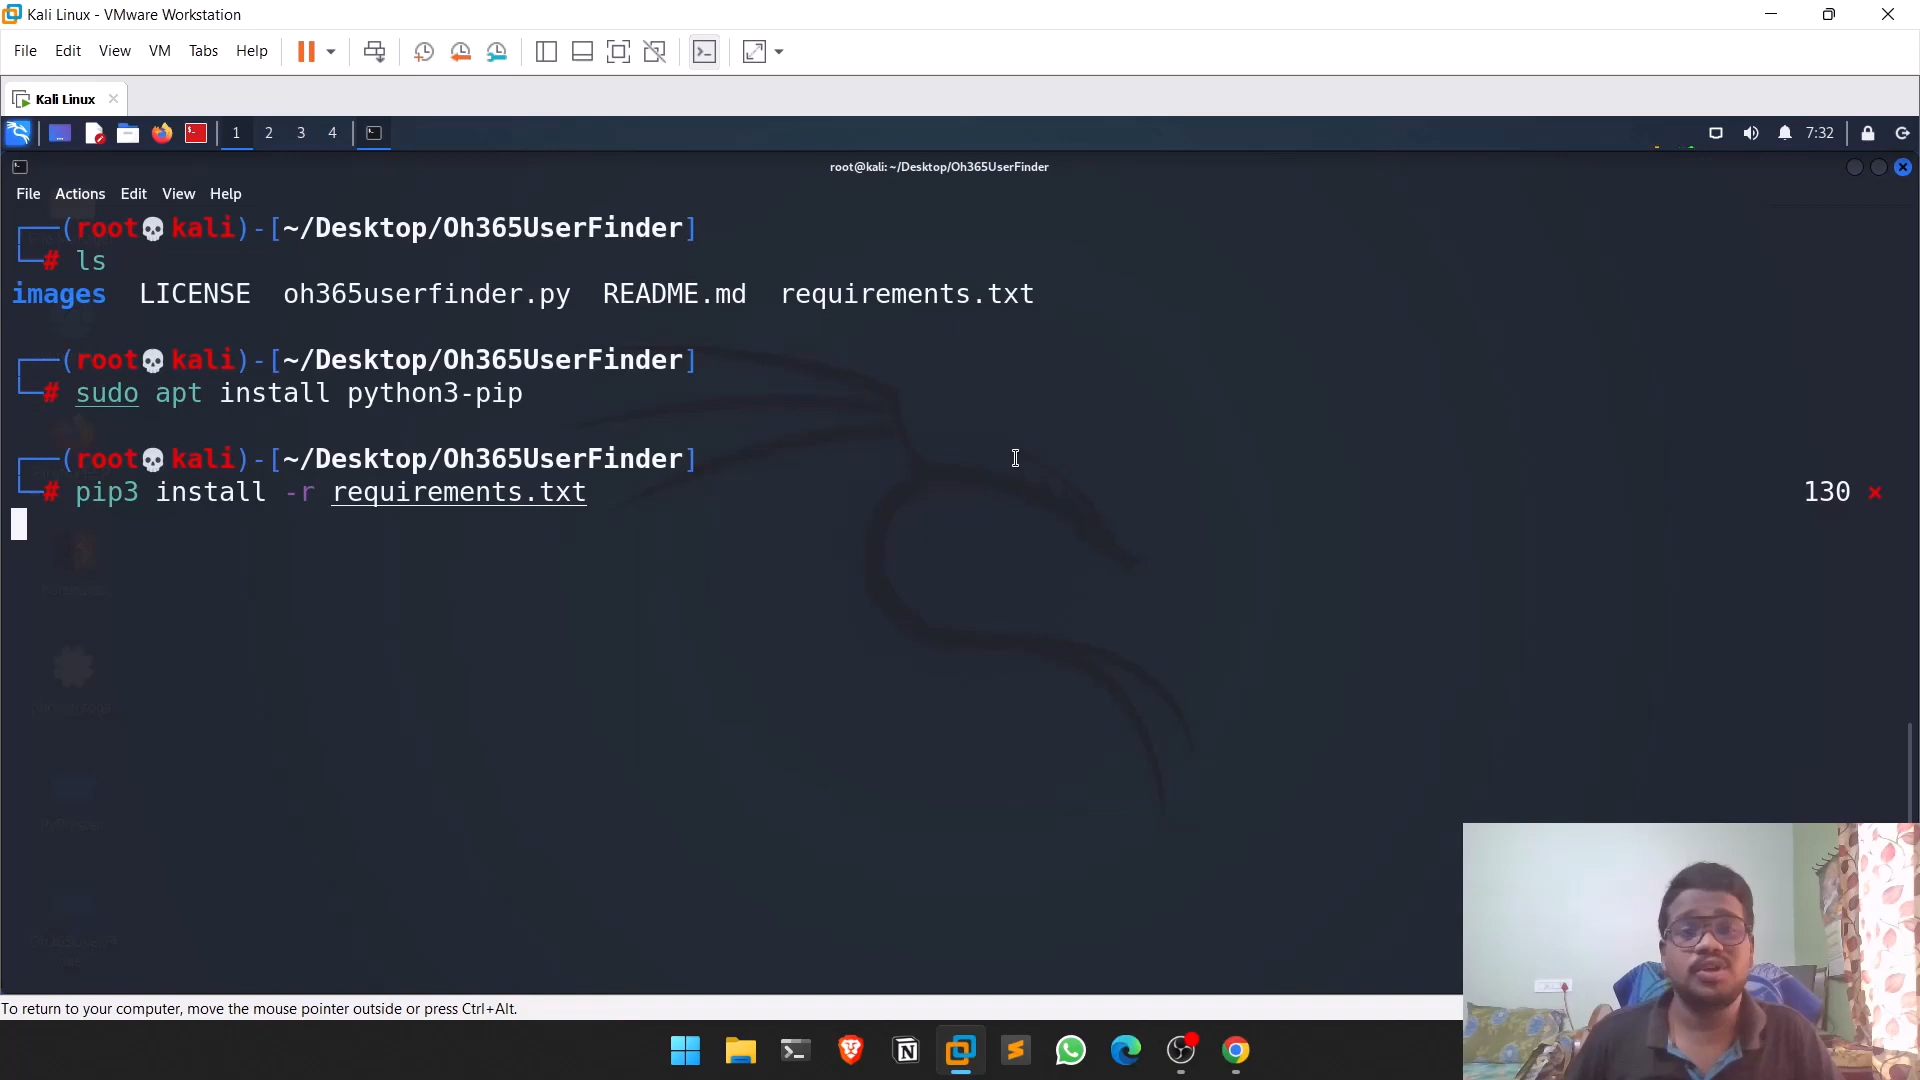 Kali Linux - VMware Workstation
File Edit View VM Tabs Help
Kali Linux
1 2 3 4 7:32
root@kali: ~/Desktop/Oh365UserFinder
File Actions Edit View Help
┌──(root💀kali)-[~/Desktop/Oh365UserFinder]
└─# ls
images LICENSE oh365userfinder.py README.md requirements.txt
┌──(root💀kali)-[~/Desktop/Oh365UserFinder]
└─# sudo apt install python3-pip
┌──(root💀kali)-[~/Desktop/Oh365UserFinder]
└─# pip3 install -r requirements.txt 130 ×
To return to your computer, move the mouse pointer outside or press Ctrl+Alt.